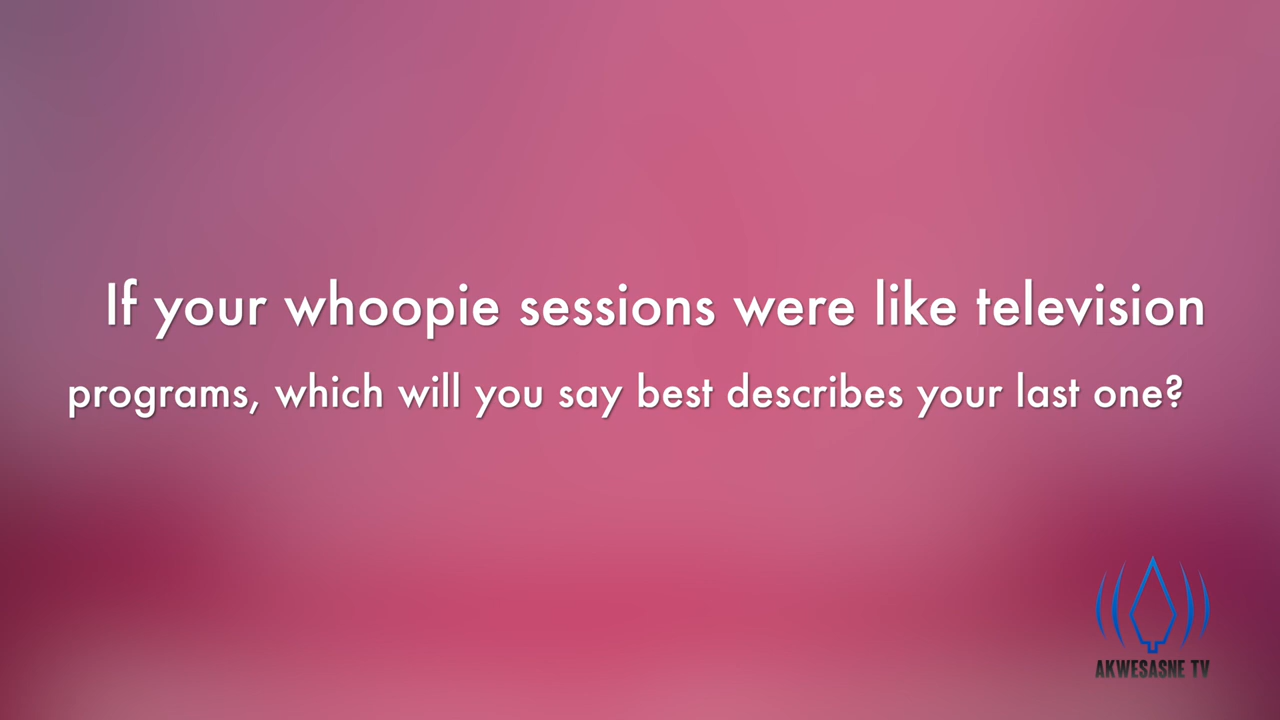 If your whoopie sessions were like television
programs, which will you say best describes your last one?
AKWESASNE TV